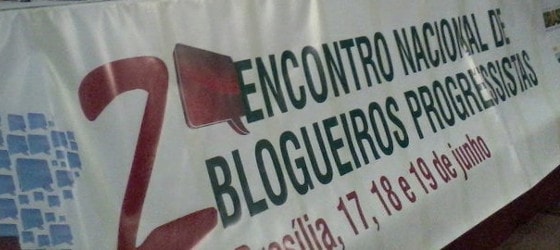 2º ENCONTRO NACIONAL DE
BLOGUEIROS PROGRESSISTAS
Brasília, 17, 18 e 19 de junho